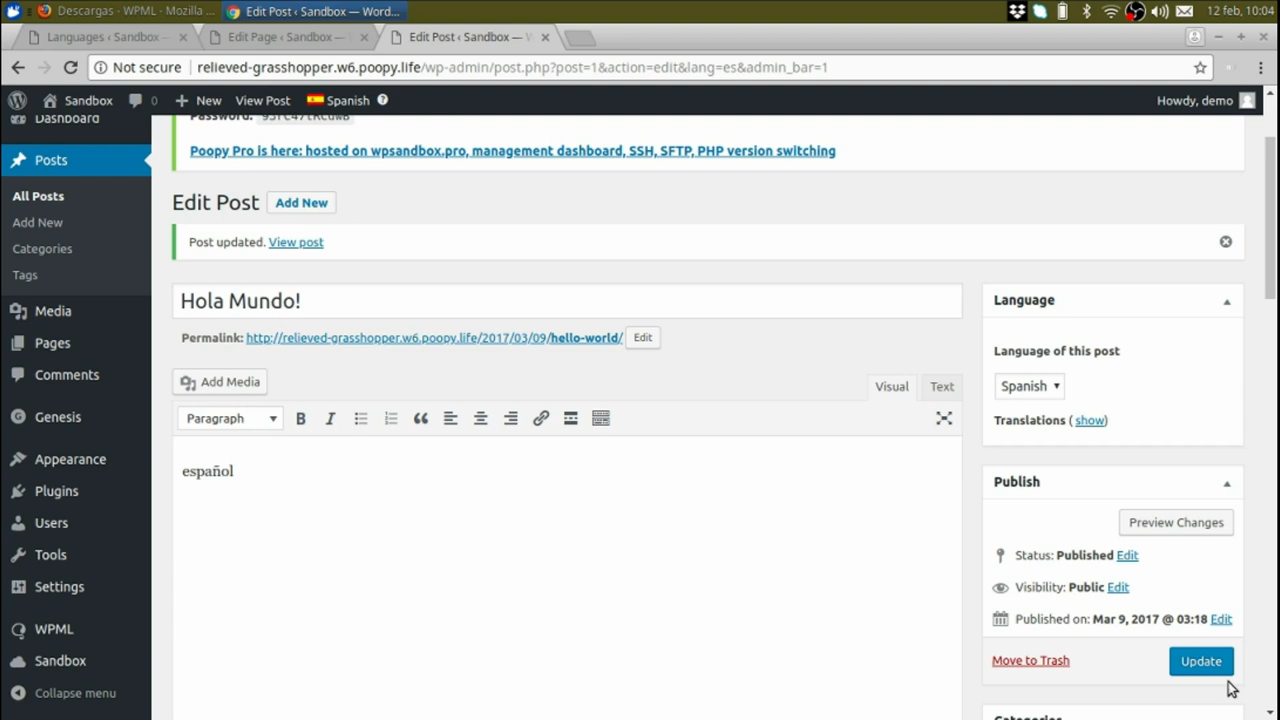 Descargas - WPML - Mozilla ...
Edit Post ‹ Sandbox — Word...
12 feb, 10:04
Languages ‹ Sandbox —
Edit Page ‹ Sandbox —
Edit Post ‹ Sandbox — W
Not secure
relieved-grasshopper.w6.poopy.life/wp-admin/post.php?post=1&action=edit&lang=es&admin_bar=1
Sandbox
0
New
View Post
Spanish
Howdy, demo
Dashboard
Posts
All Posts
Add New
Categories
Tags
Media
Pages
Comments
Genesis
Appearance
Plugins
Users
Tools
Settings
WPML
Sandbox
Collapse menu
Password:
Poopy Pro is here: hosted on wpsandbox.pro, management dashboard, SSH, SFTP, PHP version switching
Edit Post
Add New
Post updated. View post
Hola Mundo!
Permalink: http://relieved-grasshopper.w6.poopy.life/2017/03/09/hello-world/ Edit
Add Media
Visual
Text
Paragraph
español
Language
Language of this post
Spanish
Translations ( show)
Publish
Preview Changes
Status: Published Edit
Visibility: Public Edit
Published on: Mar 9, 2017 @ 03:18 Edit
Move to Trash
Update
Categories